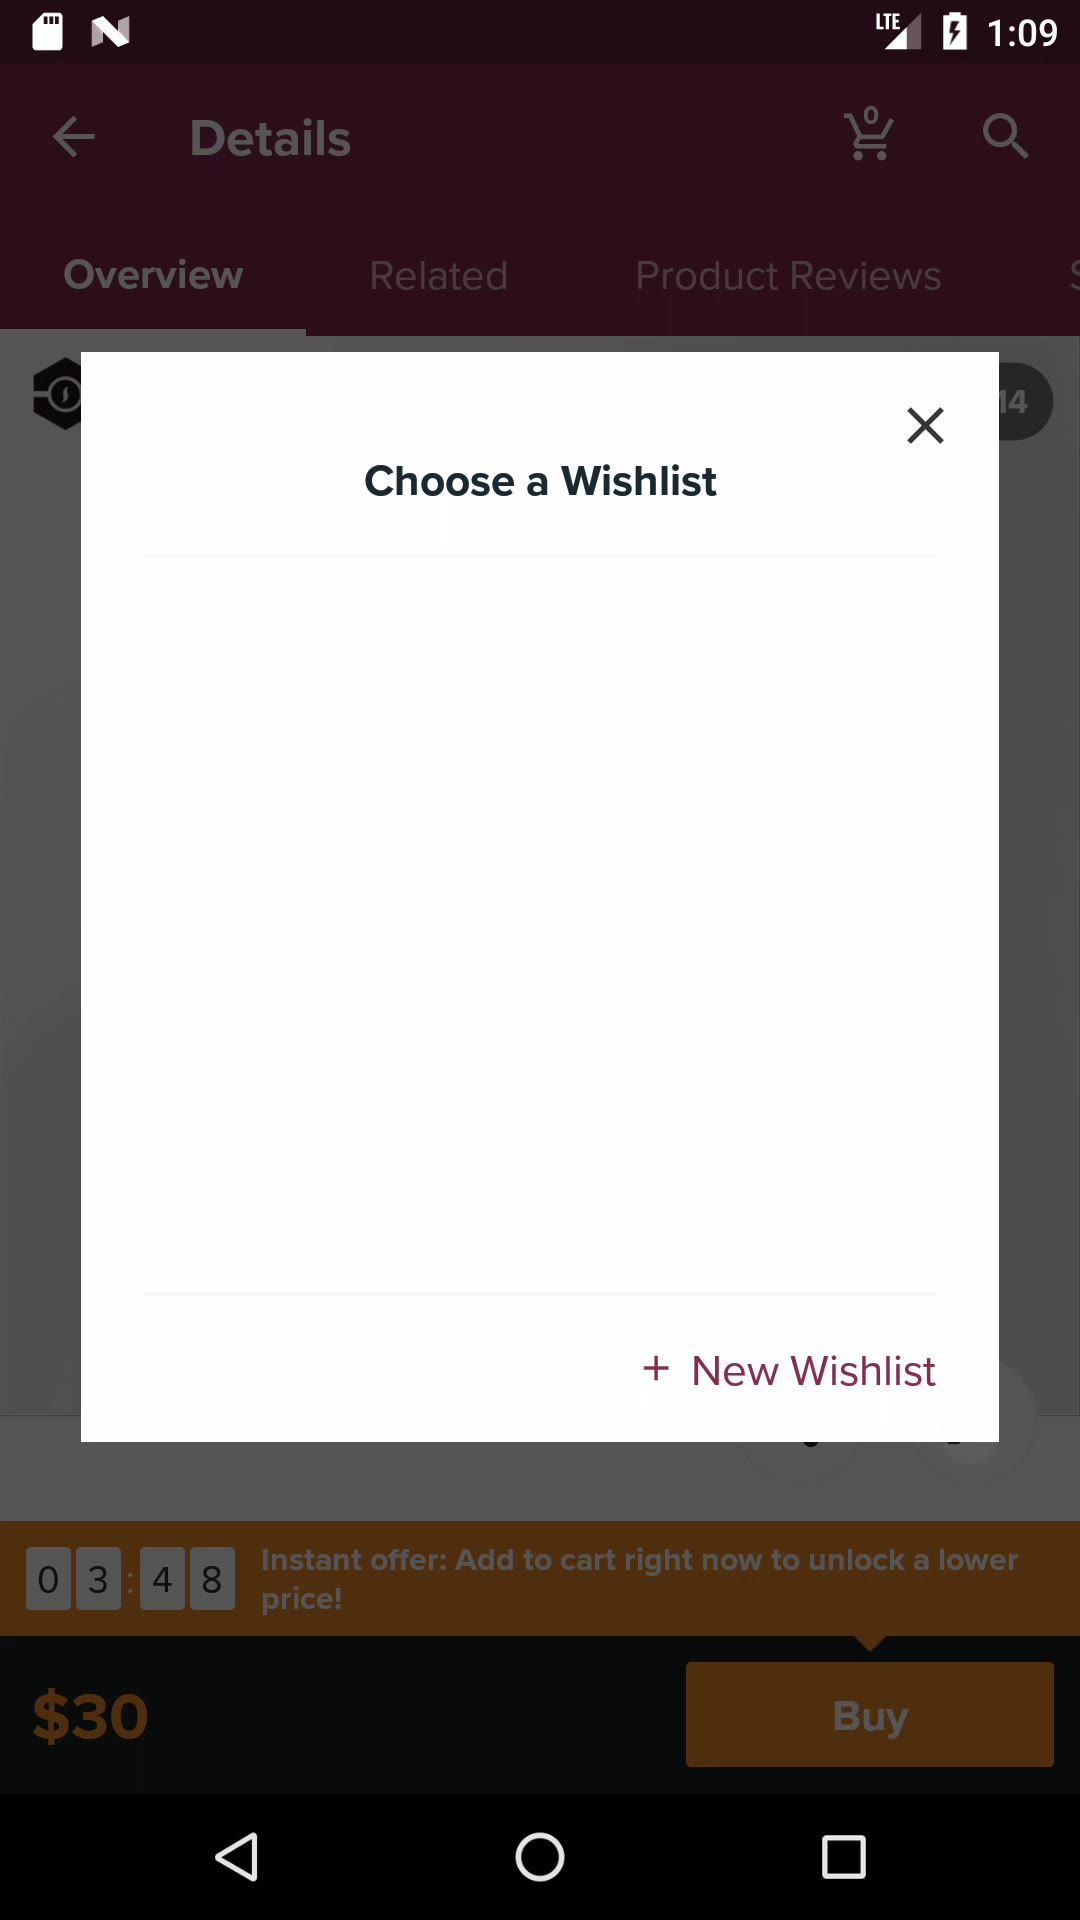 LTE 1:09
Details
0
Overview Related Product Reviews
14
Choose a Wishlist
+ New Wishlist
0 3 : 4 8
Instant offer: Add to cart right now to unlock a lower
price!
$30
Buy